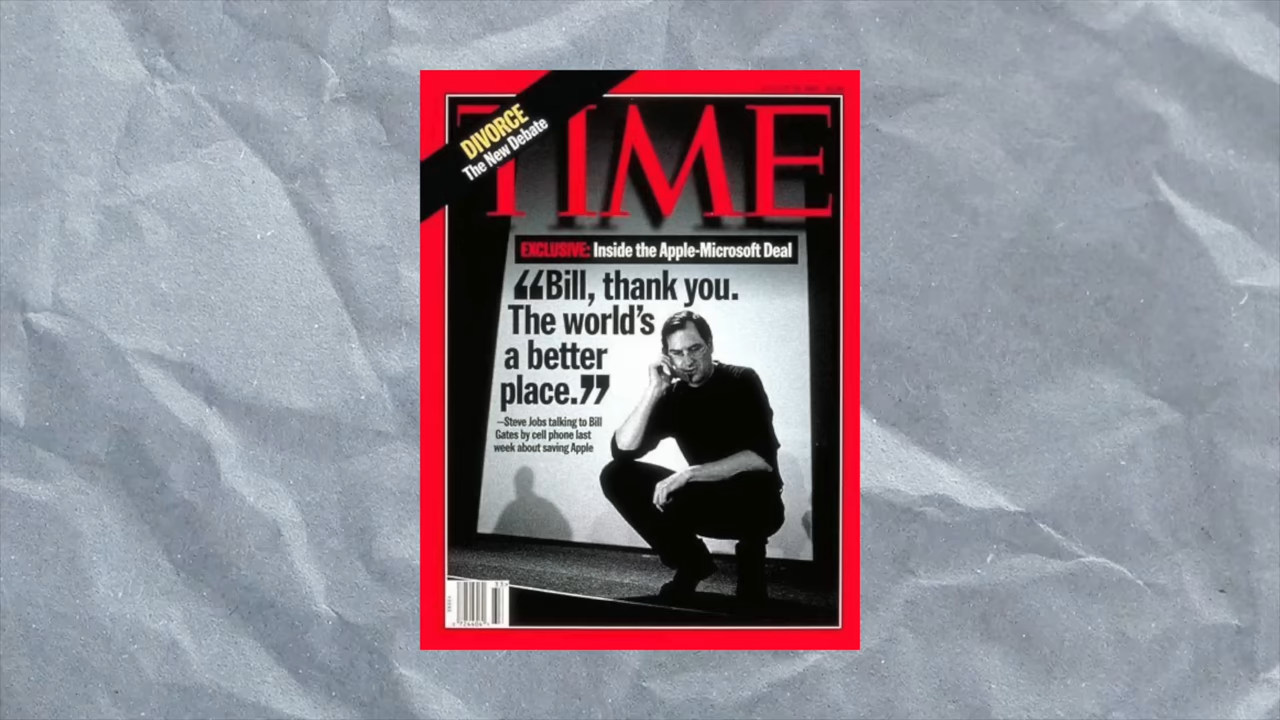 DIVORCE
The New Debate
TIME
EXCLUSIVE: Inside the Apple-Microsoft Deal
“Bill, thank you.
The world's
a better
place.”
—Steve Jobs talking to Bill
Gates by cell phone last
week about saving Apple